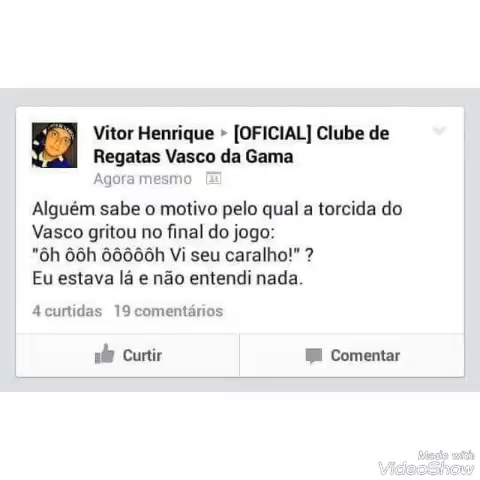 Vitor Henrique ▸ [OFICIAL] Clube de
Regatas Vasco da Gama
Agora mesmo
Alguém sabe o motivo pelo qual a torcida do
Vasco gritou no final do jogo:
"ôh ôôh ôôôôôh Vi seu caralho!" ?
Eu estava lá e não entendi nada.
4 curtidas 19 comentários
Curtir
Comentar
Made with
VideoShow